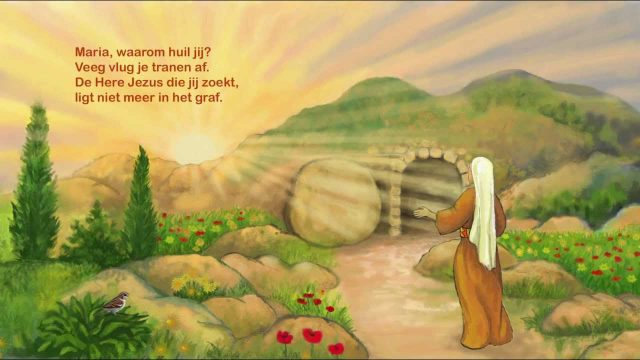 Maria, waarom huil jij?
Veeg vlug je tranen af.
De Here Jezus die jij zoekt,
ligt niet meer in het graf.